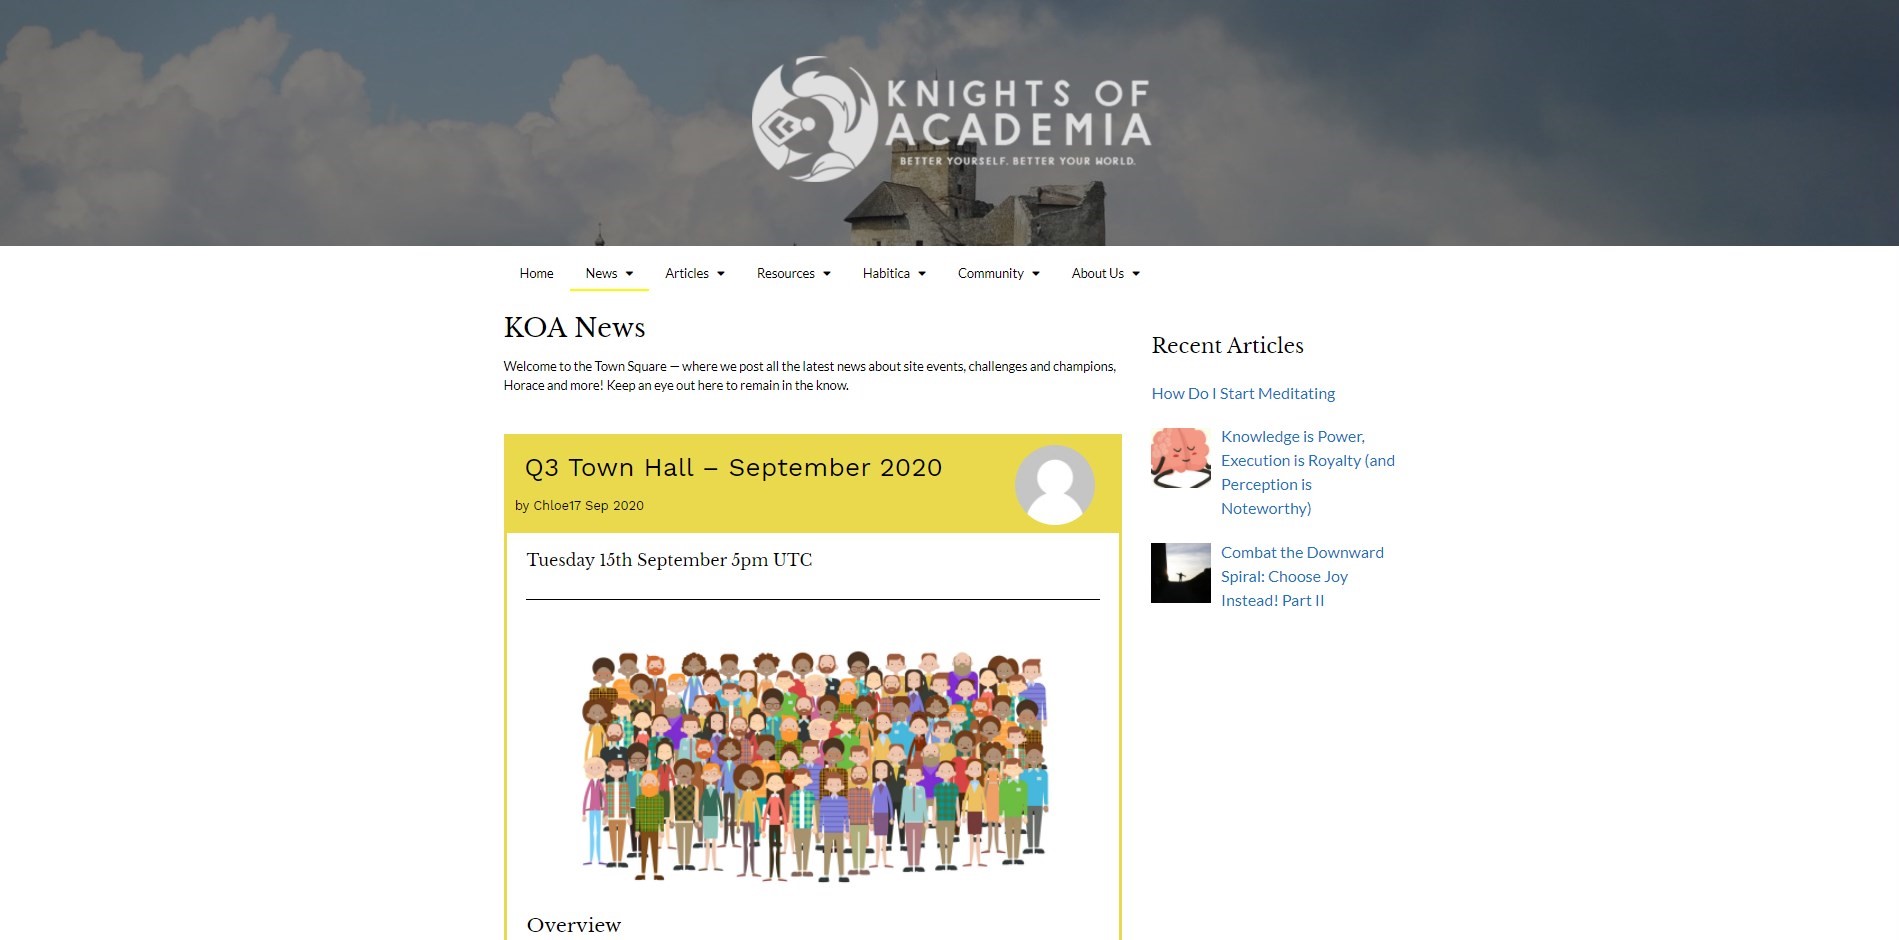 KNIGHTS OF
ACADEMIA
BETTER YOURSELF. BETTER YOUR WORLD.
Home News Articles Resources Habitica Community About Us
KOA News
Welcome to the Town Square — where we post all the latest news about site events, challenges and champions,
Horace and more! Keep an eye out here to remain in the know.
Q3 Town Hall – September 2020
by Chloe17 Sep 2020
Tuesday 15th September 5pm UTC
Overview
Recent Articles
How Do I Start Meditating
Knowledge is Power,
Execution is Royalty (and
Perception is
Noteworthy)
Combat the Downward
Spiral: Choose Joy
Instead! Part II